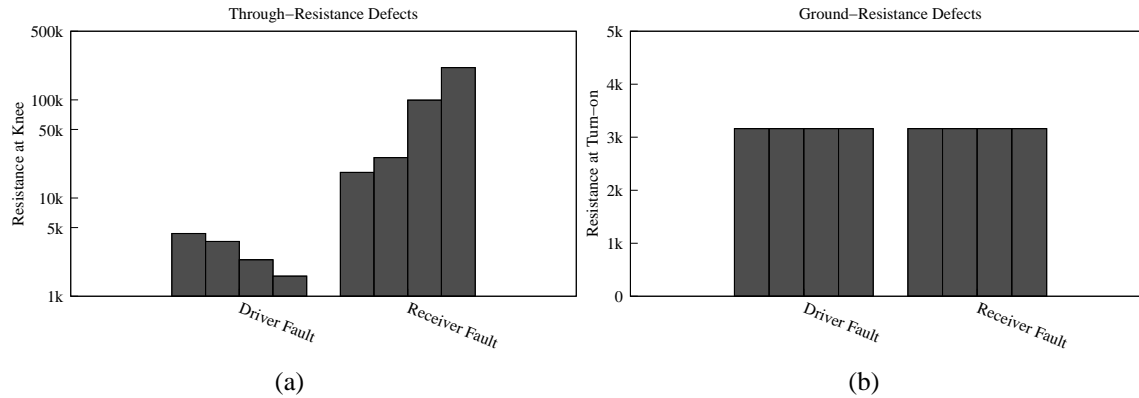 Through-Resistance Defects
500k
100k
50k
10k
5k
1k
Resistance at Knee
Driver Fault
Receiver Fault
(a)
Ground-Resistance Defects
5k
4k
3k
2k
1k
0
Resistance at Turn-on
Driver Fault
Receiver Fault
(b)